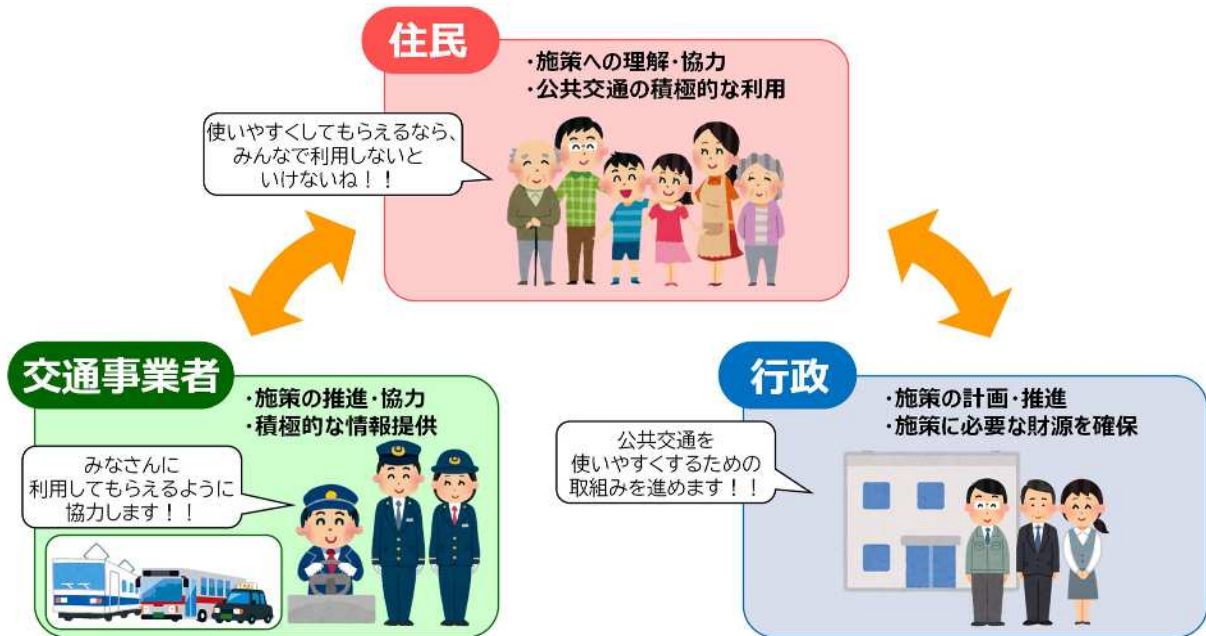 住民
・施策への理解・協力
・公共交通の積極的な利用
使いやすくしてもらえるなら、
みんなで利用しないと
いけないね！！
交通事業者
・施策の推進・協力
・積極的な情報提供
みなさんに
利用してもらえるように
協力します！！
行政
・施策の計画・推進
・施策に必要な財源を確保
公共交通を
使いやすくするための
取組みを進めます！！